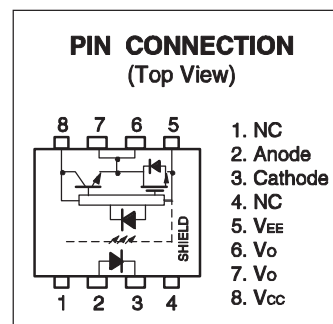 PIN CONNECTION
(Top View)
8 7 6 5
SHIELD
1 2 3 4
1. NC
2. Anode
3. Cathode
4. NC
5. VEE
6. VO
7. VO
8. VCC